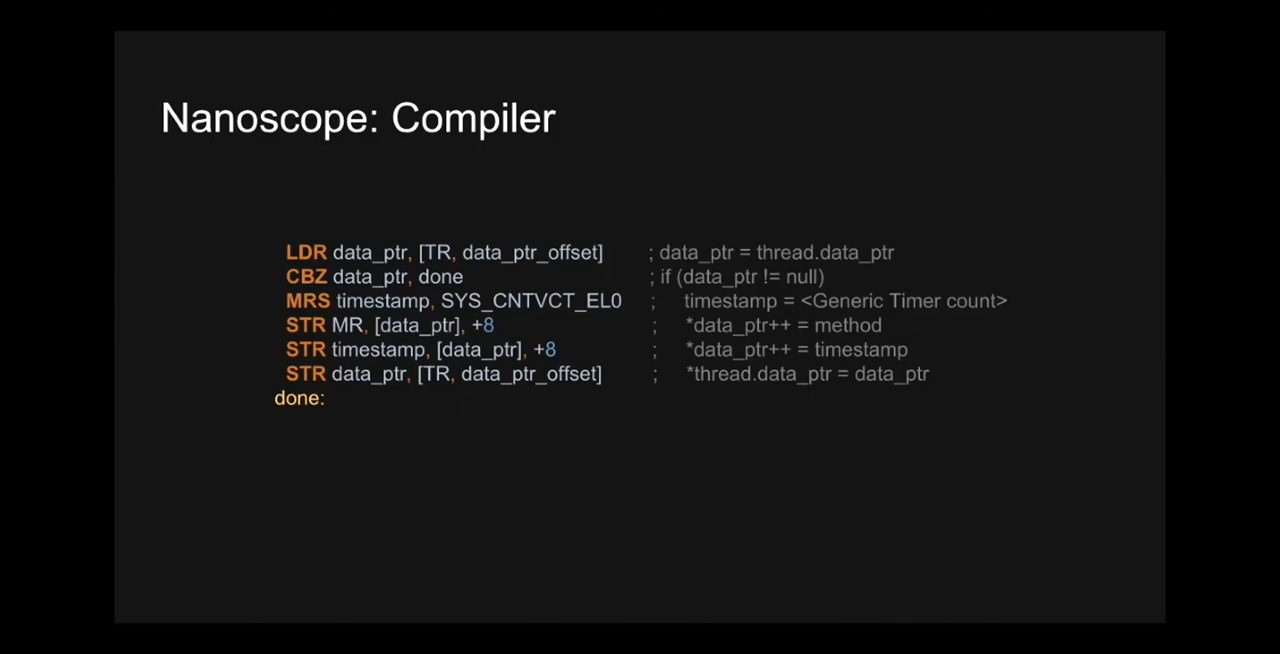 Nanoscope: Compiler
LDR data_ptr, [TR, data_ptr_offset] ; data_ptr = thread.data_ptr
CBZ data_ptr, done ; if (data_ptr != null)
MRS timestamp, SYS_CNTVCT_EL0 ; timestamp = <Generic Timer count>
STR MR, [data_ptr], +8 ; *data_ptr++ = method
STR timestamp, [data_ptr], +8 ; *data_ptr++ = timestamp
STR data_ptr, [TR, data_ptr_offset] ; *thread.data_ptr = data_ptr
done: